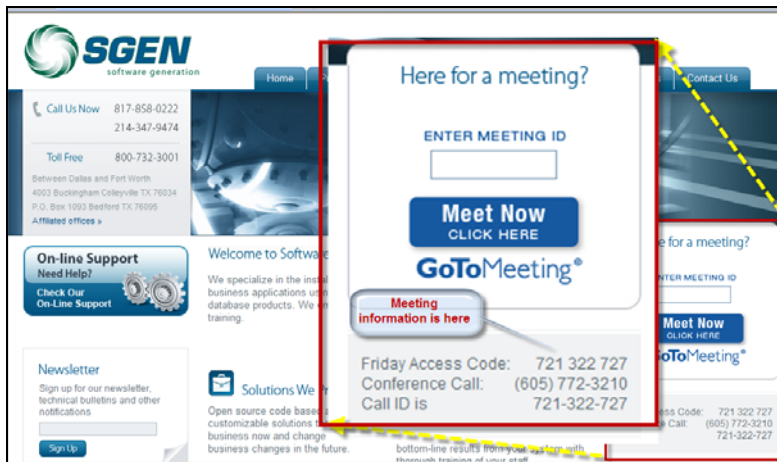 SGEN
software generation
Home
Contact Us
Call Us Now 817-858-0222
214-347-9474
Toll Free 800-732-3001
Between Dallas and Fort Worth
4003 Buckingham Colleyville TX 76034
P.O. Box 1093 Bedford TX 76095
Affiliated offices »
On-line Support
Need Help?
Check Our
On-Line Support
Newsletter
Sign up for our newsletter,
technical bulletins and other
notifications
Sign Up
Welcome to Software
We specialize in the
business applications
database products. We
training.
Solutions We
Open source code based
customizable solutions
business now and change
business changes in the future.
bottom-line results from your system with
thorough training of your staff
Here for a meeting?
ENTER MEETING ID
Meet Now
CLICK HERE
GoToMeeting®
Meeting
information is here
Friday Access Code: 721 322 727
Conference Call: (605) 772-3210
Call ID is 721-322-727
for a meeting?
ENTER MEETING ID
Meet Now
CLICK HERE
GoToMeeting®
Code: 721 322 727
Call: (605) 772-3210
721-322-727